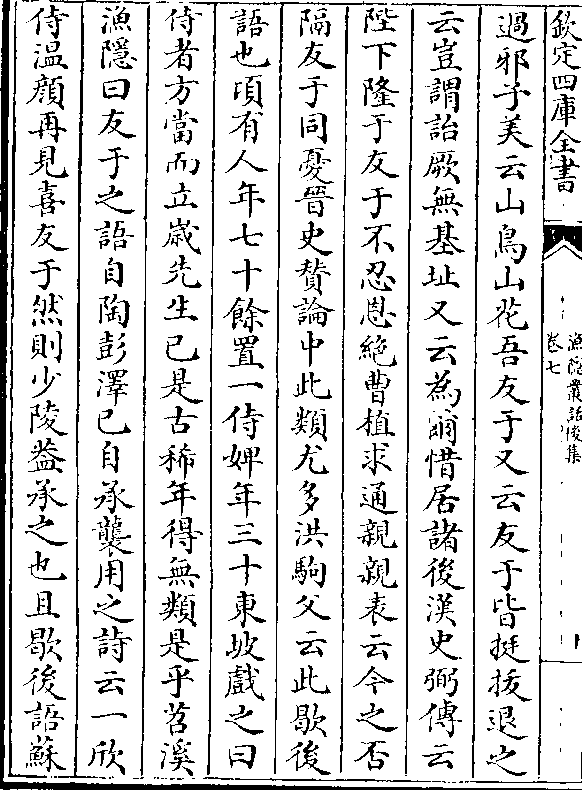 欽定四庫全書
漁隱叢話後集
卷七
過邪子美云山鳥山花吾友于又云友于皆挺拔退之
云豈謂詒厥無基址又云為爾惜居諸後漢史弼傳云
陛下隆于友于不忍恩絶曹植求通親親表云今之否
隔友于同憂晉史贊論中此類尤多洪駒父云此歇後
語也頃有人年七十餘置一侍婢年三十東坡戲之曰
侍者方當而立歲先生已是古稀年得無類是乎苕溪
漁隱曰友于之語自陶彭澤已自承襲用之詩云一欣
侍温顔再見喜友于然則少陵葢承之也且歇後語蘇